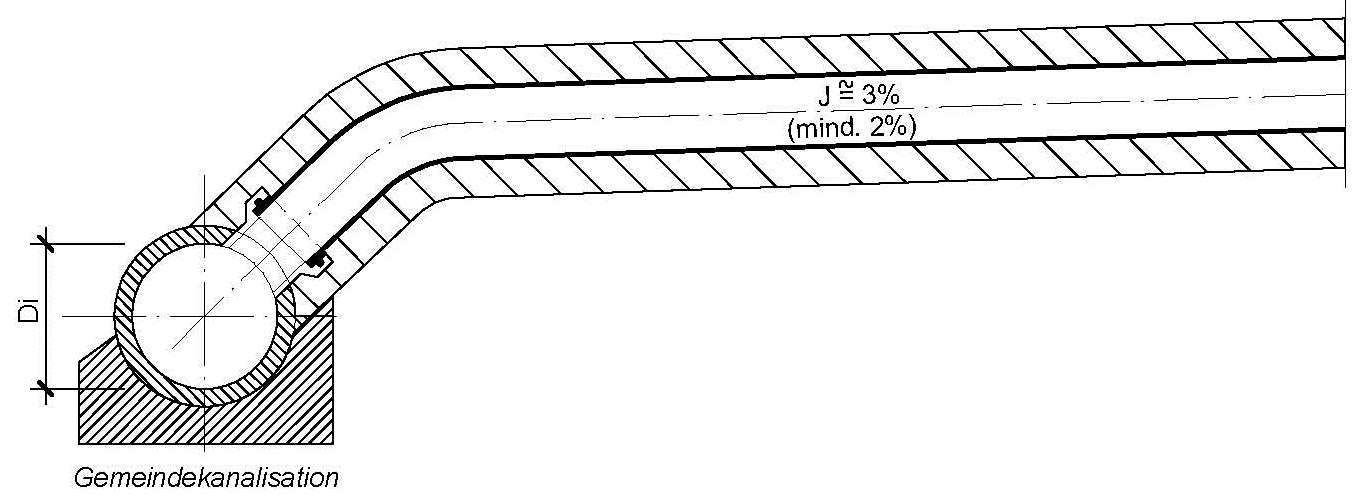 J ≅ 3%
(mind. 2%)
Di
Gemeindekanalisation